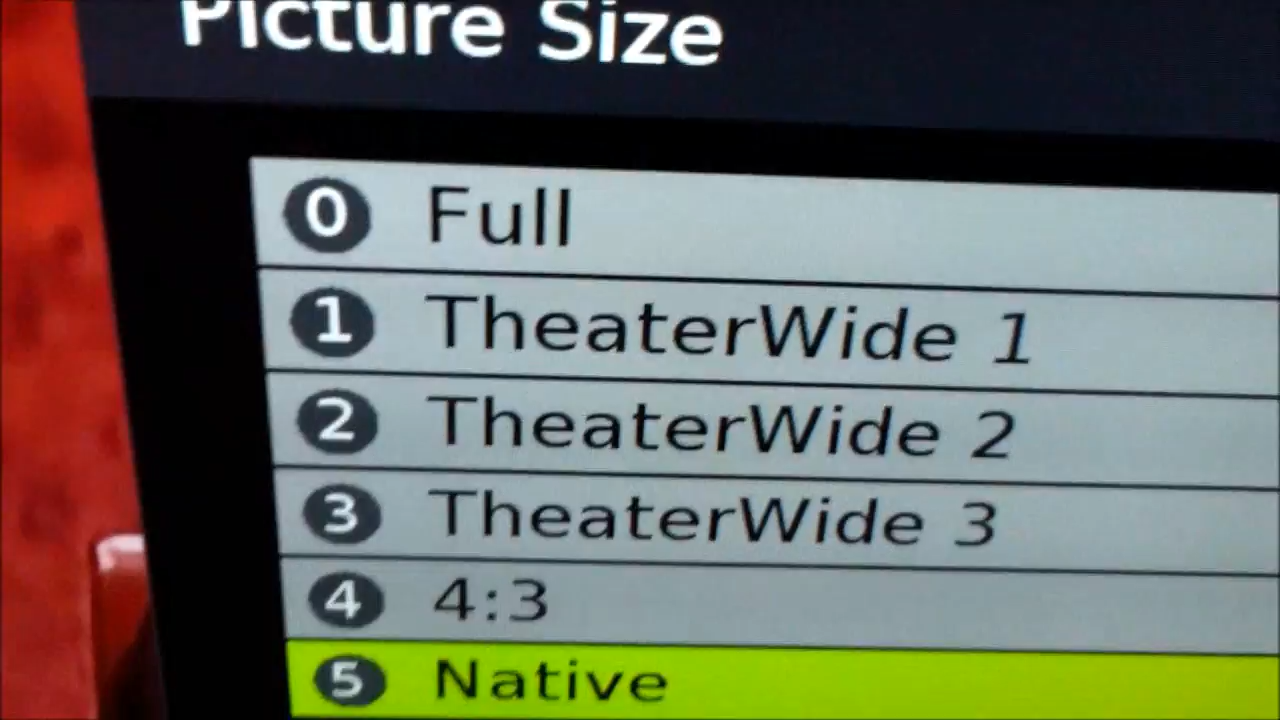 Picture Size
0 Full
1 TheaterWide 1
2 TheaterWide 2
3 TheaterWide 3
4 4:3
5 Native